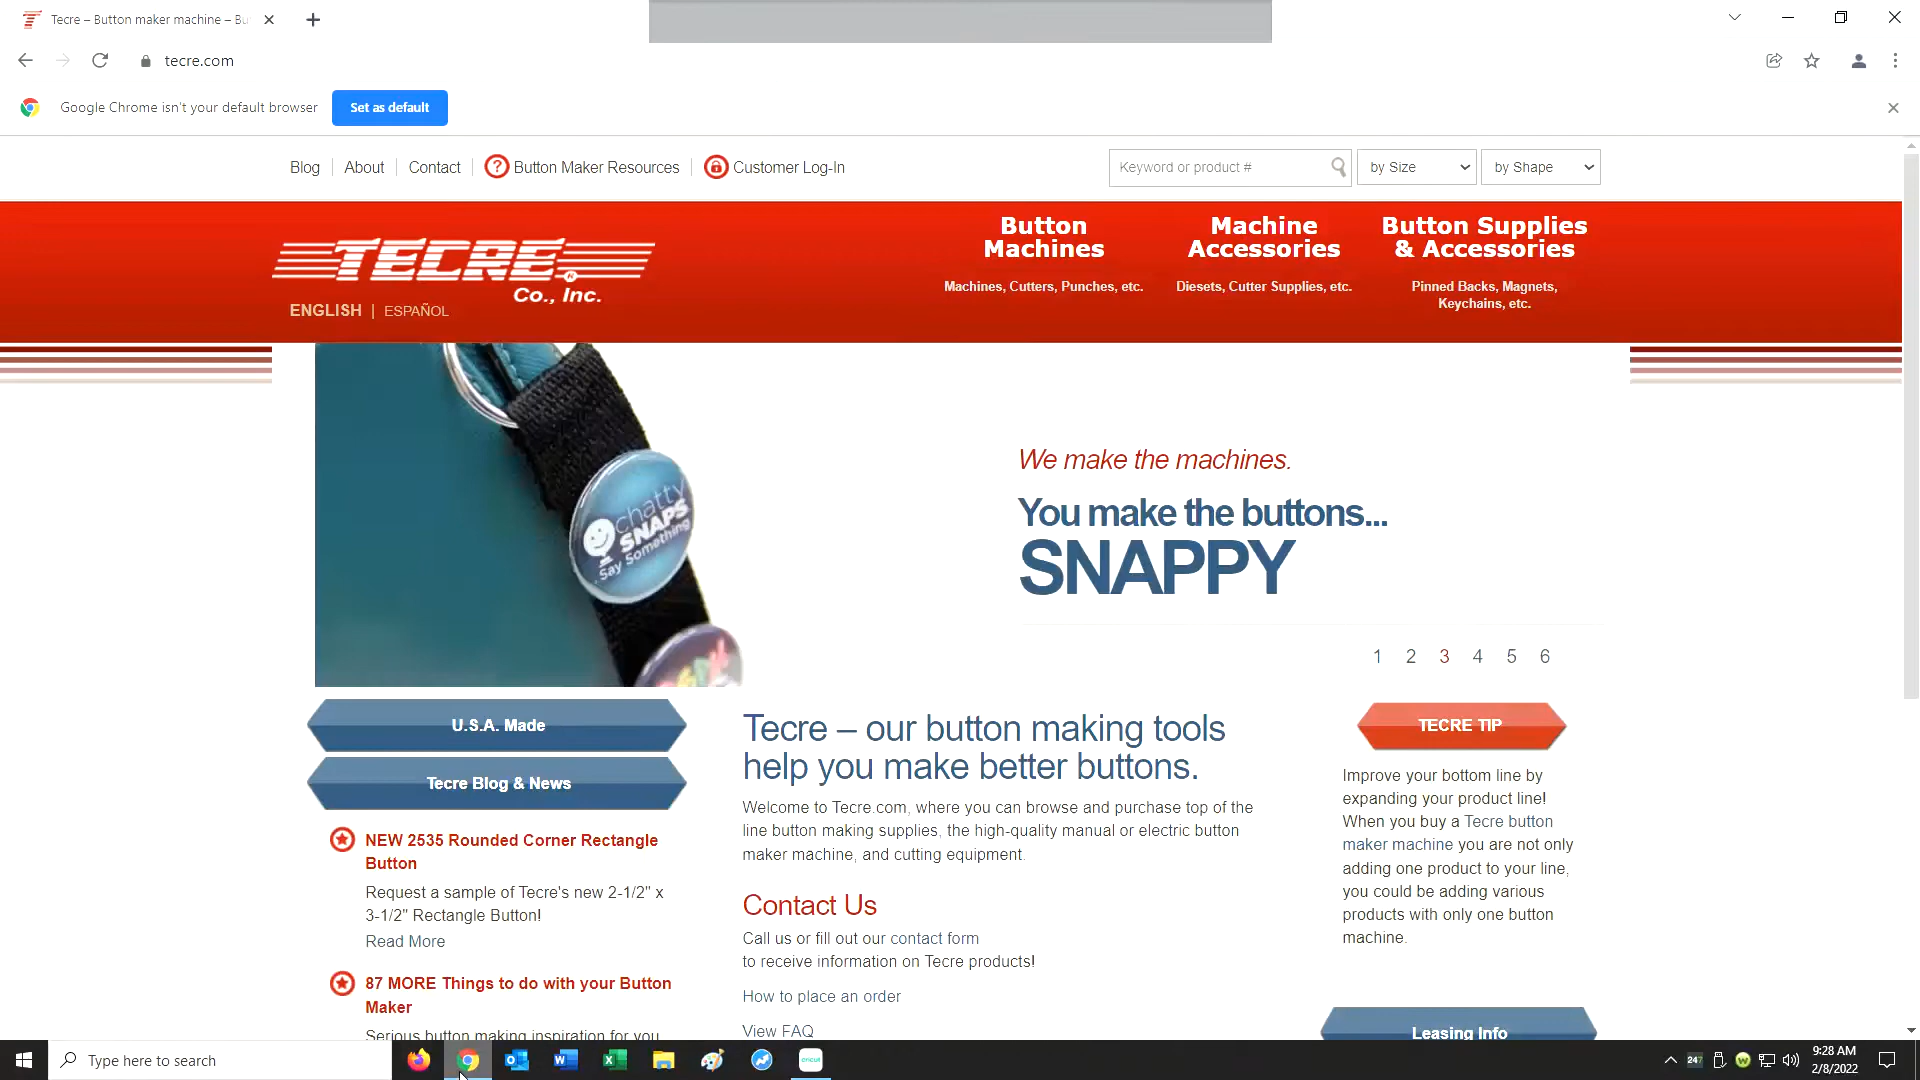 Tecre – Button maker machine – Bu
tecre.com
Google Chrome isn't your default browser
Set as default
Blog
About
Contact
? Button Maker Resources
Customer Log-In
Keyword or product #
by Size
by Shape
TECRE
Co., Inc.
ENGLISH | ESPAÑOL
Button
Machines
Machines, Cutters, Punches, etc.
Machine
Accessories
Diesets, Cutter Supplies, etc.
Button Supplies
& Accessories
Pinned Backs, Magnets,
Keychains, etc.
chatty
SNAPS
Say Something
We make the machines.
You make the buttons...
SNAPPY
1 2 3 4 5 6
U.S.A. Made
Tecre Blog & News
NEW 2535 Rounded Corner Rectangle
Button
Request a sample of Tecre's new 2-1/2" x
3-1/2" Rectangle Button!
Read More
87 MORE Things to do with your Button
Maker
Serious button making inspiration for you
Tecre – our button making tools
help you make better buttons.
Welcome to Tecre.com, where you can browse and purchase top of the
line button making supplies, the high-quality manual or electric button
maker machine, and cutting equipment.
Contact Us
Call us or fill out our contact form
to receive information on Tecre products!
How to place an order
View FAQ
TECRE TIP
Improve your bottom line by
expanding your product line!
When you buy a Tecre button
maker machine you are not only
adding one product to your line,
you could be adding various
products with only one button
machine.
Leasing Info
Type here to search
cricut
247
9:28 AM
2/8/2022